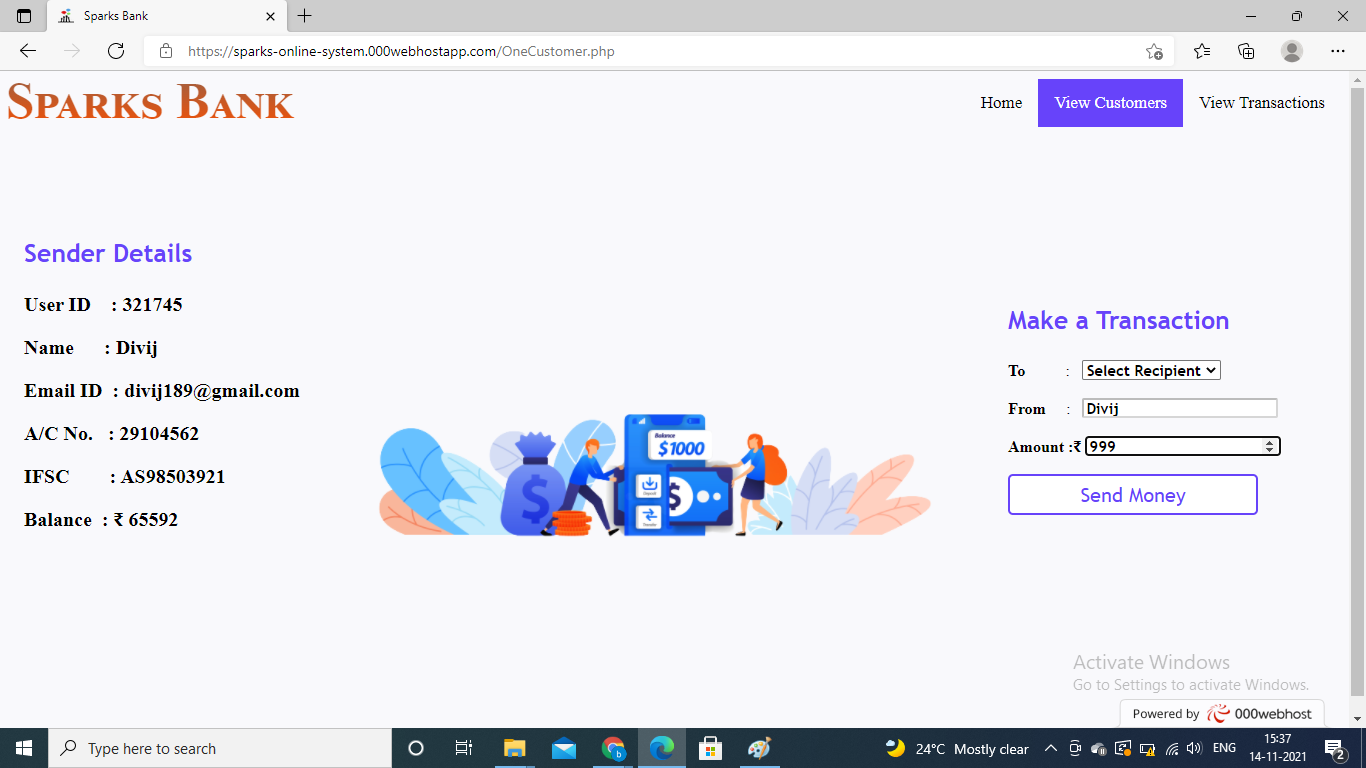 Sparks Bank
https://sparks-online-system.000webhostapp.com/OneCustomer.php
SPARKS BANK
Home
View Customers
View Transactions
Sender Details
User ID : 321745
Name : Divij
Email ID : divij189@gmail.com
A/C No. : 29104562
IFSC : AS98503921
Balance : ₹ 65592
Balance
$1000
Deposit
Transfer
Make a Transaction
To : Select Recipient
From : Divij
Amount :₹ 999
Send Money
Activate Windows
Go to Settings to activate Windows.
Powered by 000webhost
Type here to search
24°C Mostly clear
ENG
15:37
14-11-2021
2